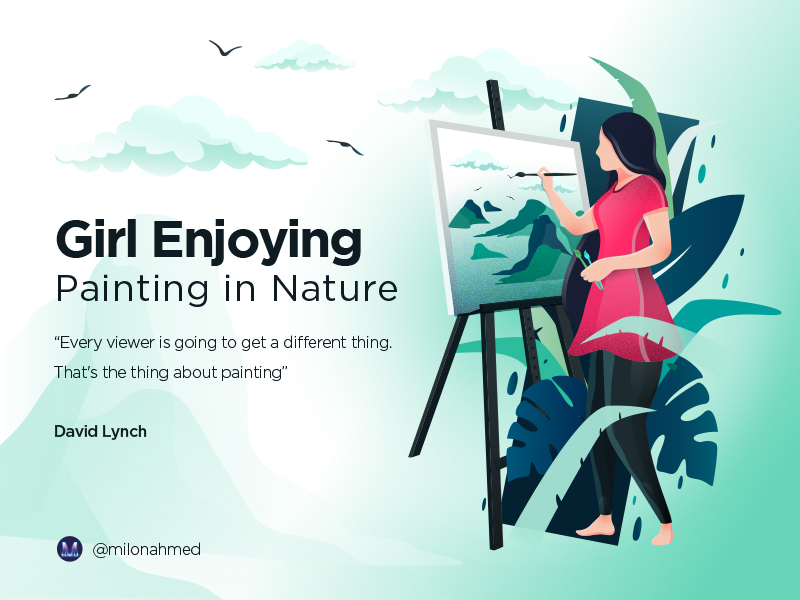 Girl Enjoying
Painting in Nature
“Every viewer is going to get a different thing.
That's the thing about painting”
David Lynch
M @milonahmed